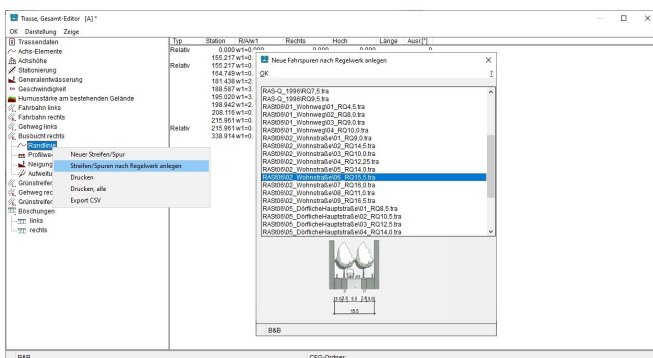 Trasse, Gesamt-Editor [A] *
OK Darstellung Zeige
Trassendaten
Achs-Elemente
Achshöhe
Stationierung
Generalentwässerung
Geschwindigkeit
Humusstärke am bestehenden Gelände
Fahrbahn links
Fahrbahn rechts
Gehweg links
Busbucht rechts
Randlinie
Profilwe
Neigung
Aufweitu
Grünstreifer
Gehweg rec
Grünstreifer
Böschungen
links
rechts
Neuer Streifen/Spur
Streifen/Spuren nach Regelwerk anlegen
Drucken
Drucken, alle
Export CSV
Typ Station R/A/w1 Rechts Hoch Länge Ausr.[°]
Relativ 0.000 w1=0.000 0.000 0.000 0
155.217 w1=0.
Relativ 155.217 w1=0.
164.749 w1=0.
181.438 w1=2.
188.587 w1=3.
195.020 w1=3.
198.942 w1=2.
208.116 w1=0.
215.961 w1=0.
Relativ 215.961 w1=0.
338.914 w1=0.
Neue Fahrspuren nach Regelwerk anlegen
OK ?
RAS-Q_1996\RQ7,5.tra
RAS-Q_1996\RQ9,5.tra
RASt06\01_Wohnweg\01_RQ4,5.tra
RASt06\01_Wohnweg\02_RQ8,0.tra
RASt06\01_Wohnweg\03_RQ9,0.tra
RASt06\01_Wohnweg\04_RQ10,0.tra
RASt06\02_Wohnstraße\01_RQ9,0.tra
RASt06\02_Wohnstraße\02_RQ14,5.tra
RASt06\02_Wohnstraße\03_RQ10,0.tra
RASt06\02_Wohnstraße\04_RQ12,25.tra
RASt06\02_Wohnstraße\05_RQ14,0.tra
RASt06\02_Wohnstraße\06_RQ15,5.tra
RASt06\02_Wohnstraße\07_RQ16,0.tra
RASt06\02_Wohnstraße\08_RQ11,0.tra
RASt06\02_Wohnstraße\09_RQ16,5.tra
RASt06\05_DörflicheHauptstraße\01_RQ8,5.tra
RASt06\05_DörflicheHauptstraße\02_RQ10,5.tra
RASt06\05_DörflicheHauptstraße\03_RQ12,5.tra
RASt06\05_DörflicheHauptstraße\04_RQ14,0.tra
15.5
B&B
B&B CFG-Ordner: